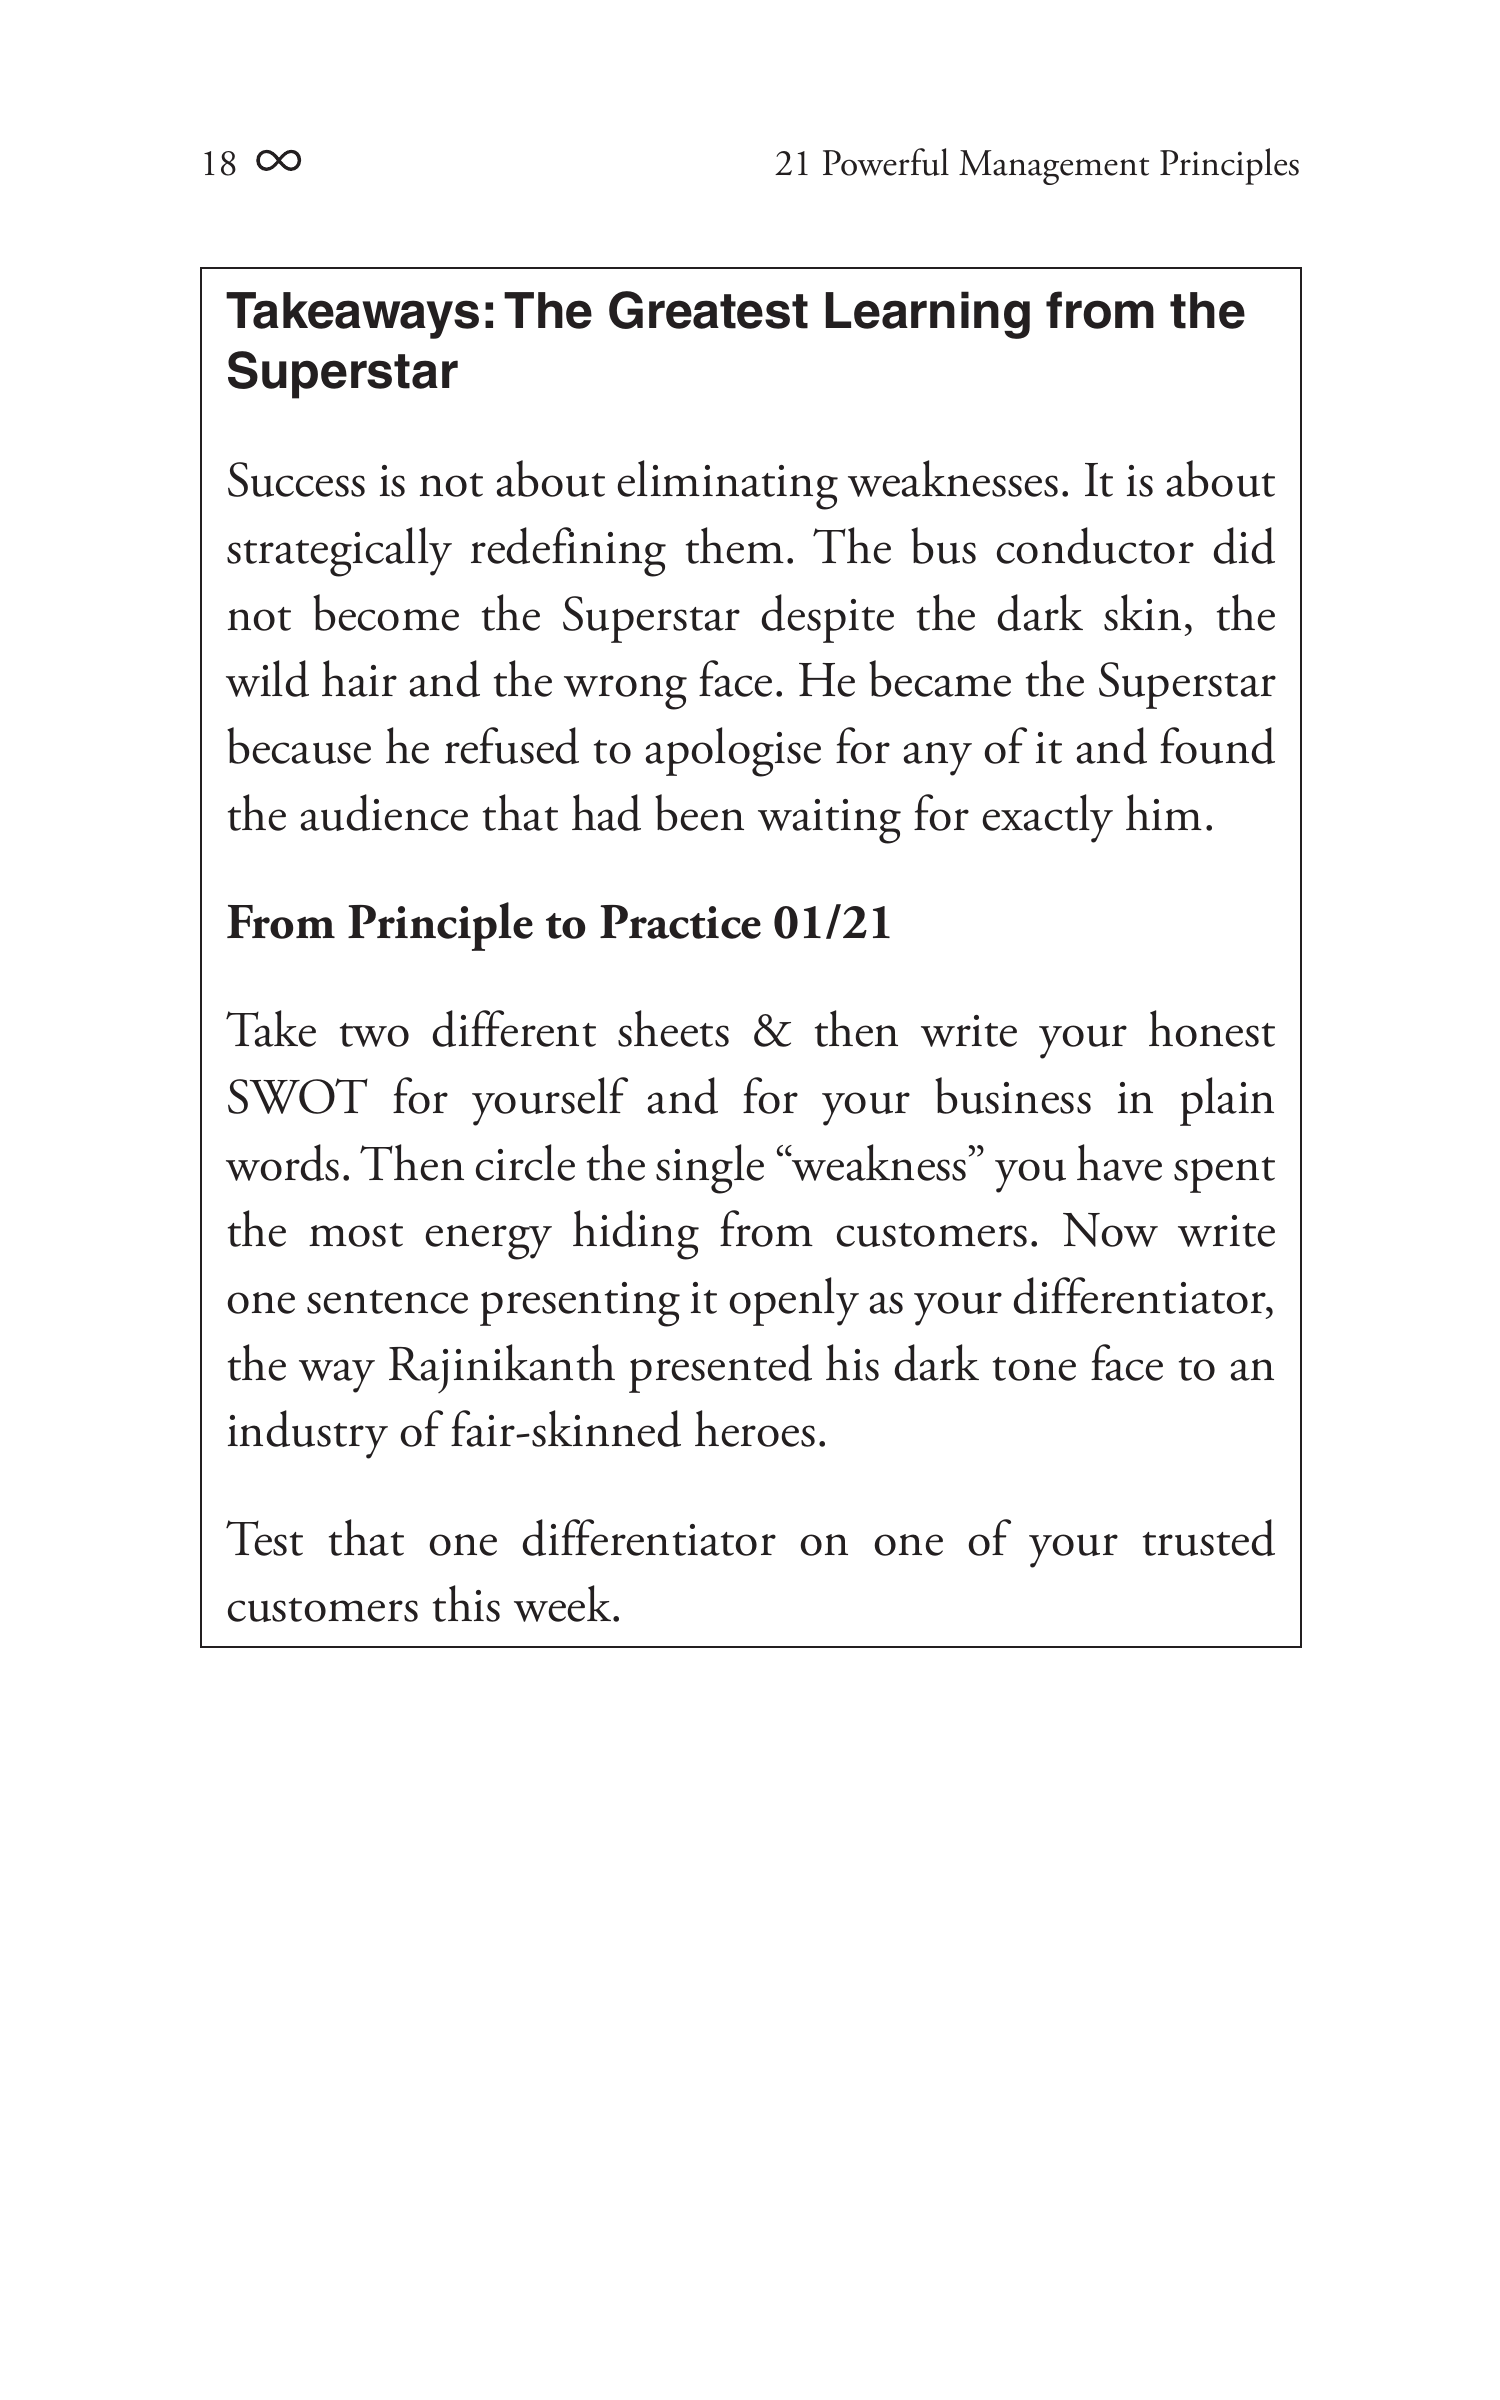 18 ∞ 21 Powerful Management Principles
Takeaways: The Greatest Learning from the
Superstar
Success is not about eliminating weaknesses. It is about
strategically redefining them. The bus conductor did
not become the Superstar despite the dark skin, the
wild hair and the wrong face. He became the Superstar
because he refused to apologise for any of it and found
the audience that had been waiting for exactly him.
From Principle to Practice 01/21
Take two different sheets & then write your honest
SWOT for yourself and for your business in plain
words. Then circle the single “weakness” you have spent
the most energy hiding from customers. Now write
one sentence presenting it openly as your differentiator,
the way Rajinikanth presented his dark tone face to an
industry of fair-skinned heroes.
Test that one differentiator on one of your trusted
customers this week.